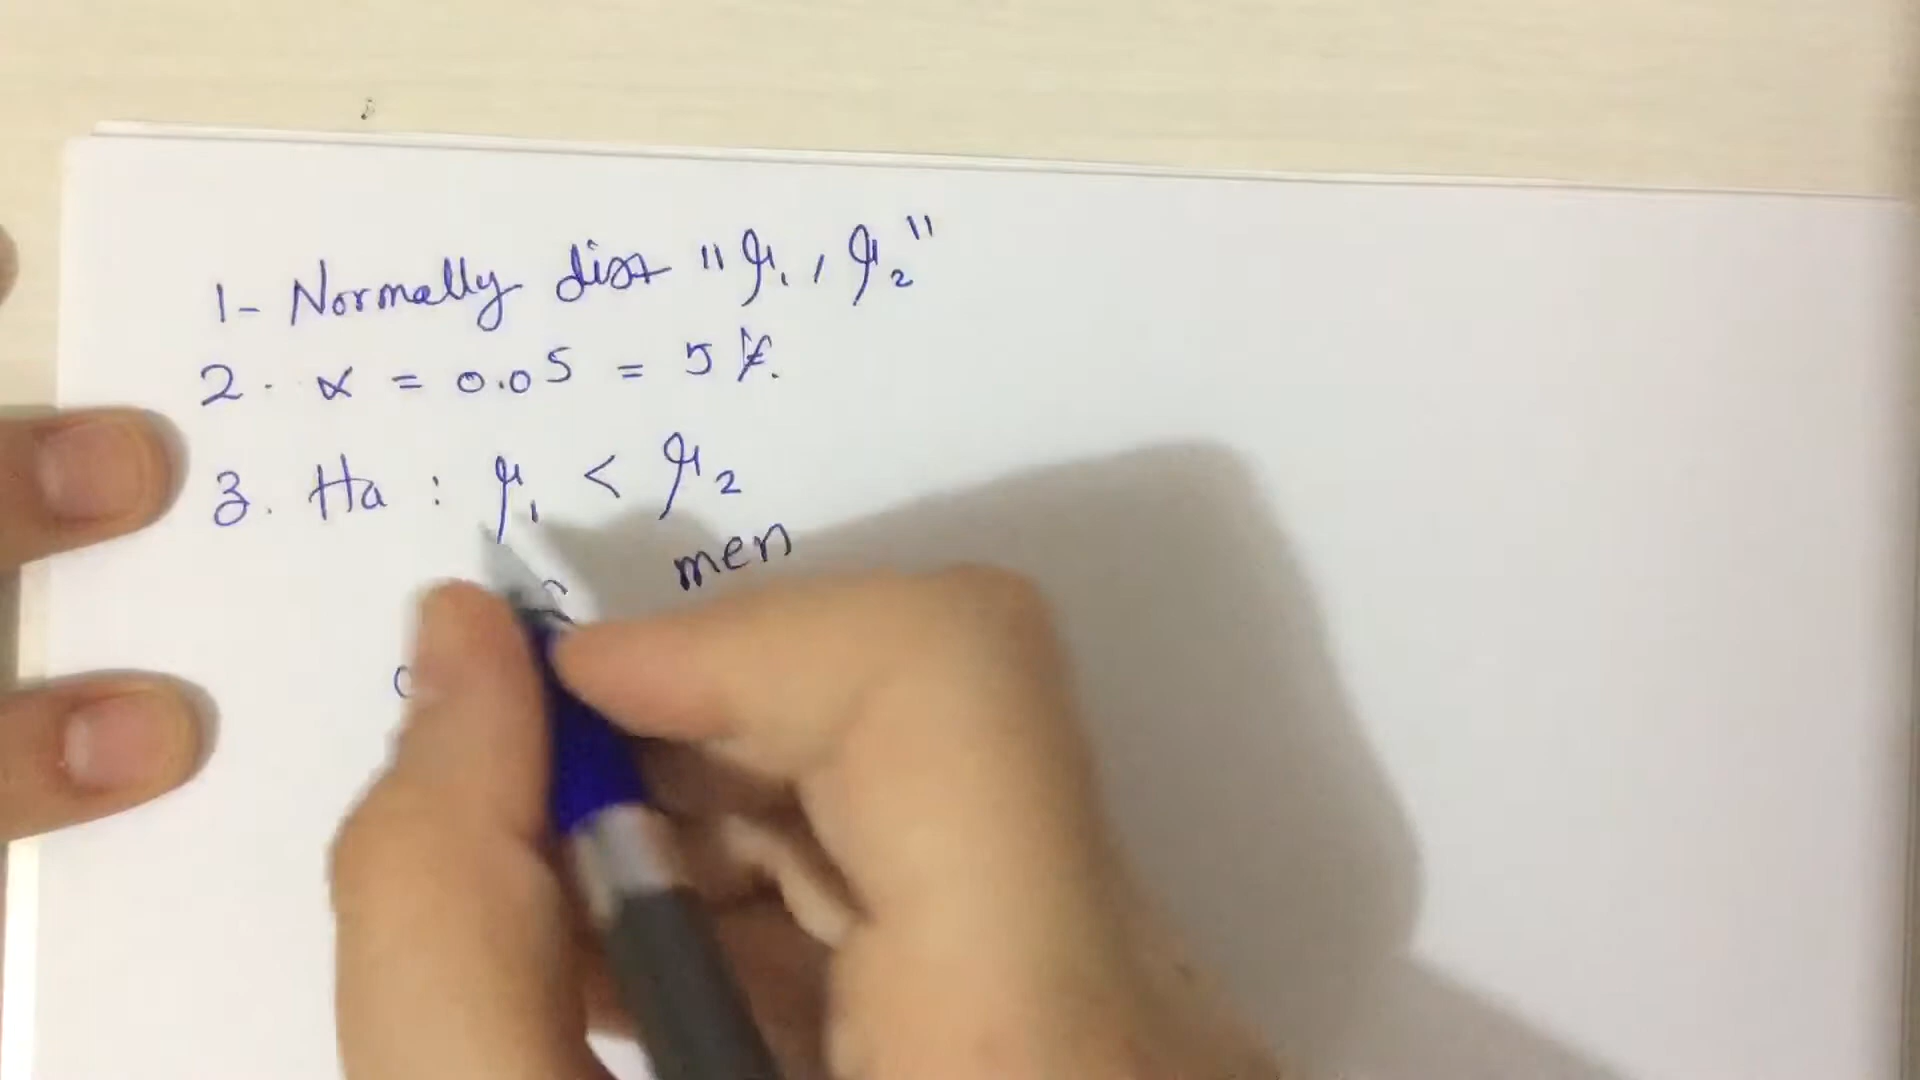 1- Normally dist "μ₁, μ₂"
2. α = 0.05 = 5 %.
3. Ha : μ₁ < μ₂
men